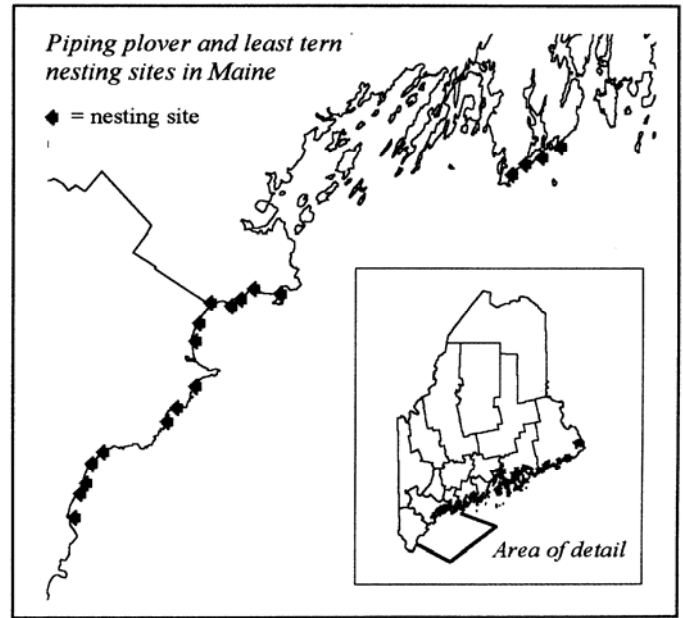 Piping plover and least tern
nesting sites in Maine
= nesting site
Area of detail